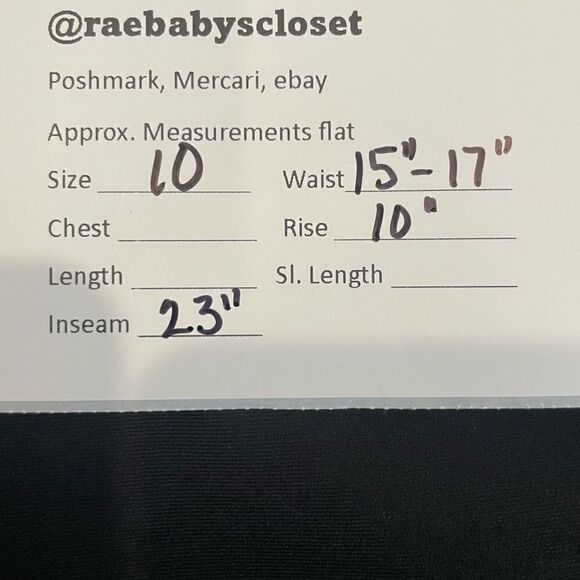 @raebabyscloset
Poshmark, Mercari, ebay
Approx. Measurements flat
Size 10 Waist 15"-17"
Chest Rise 10"
Length Sl. Length
Inseam 23"